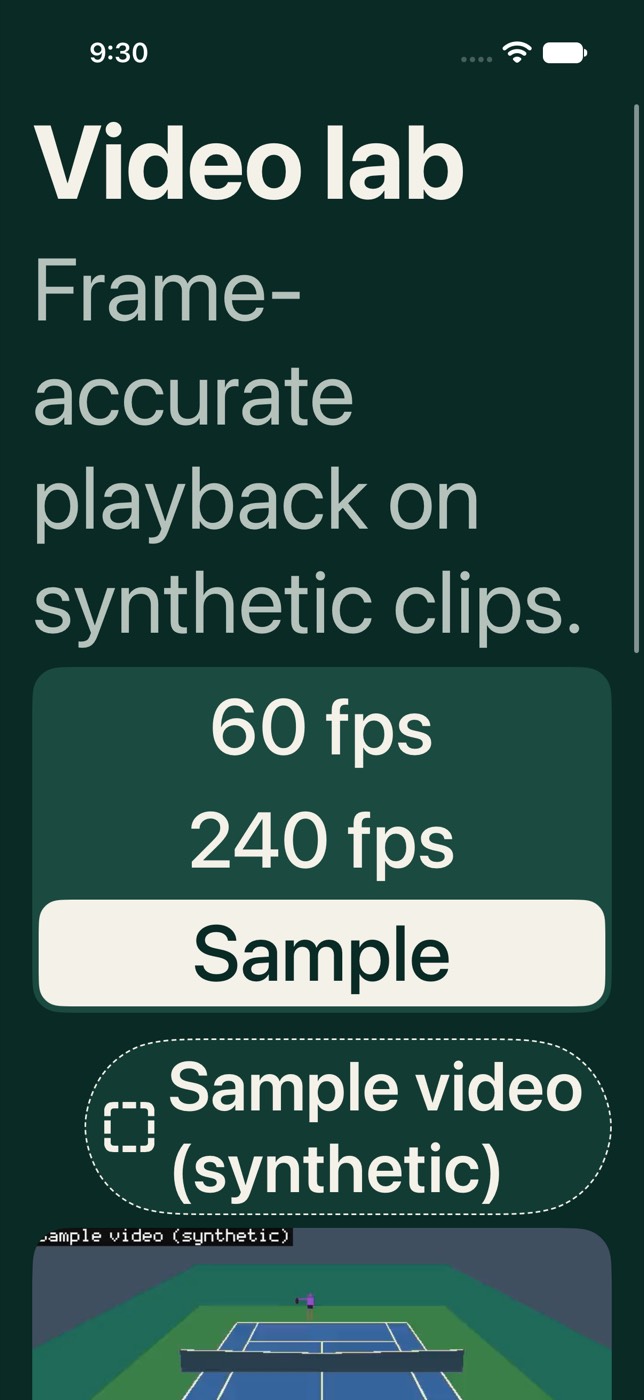 9:30
Video lab
Frame-
accurate
playback on
synthetic clips.
60 fps
240 fps
Sample
Sample video
(synthetic)
Sample video (synthetic)